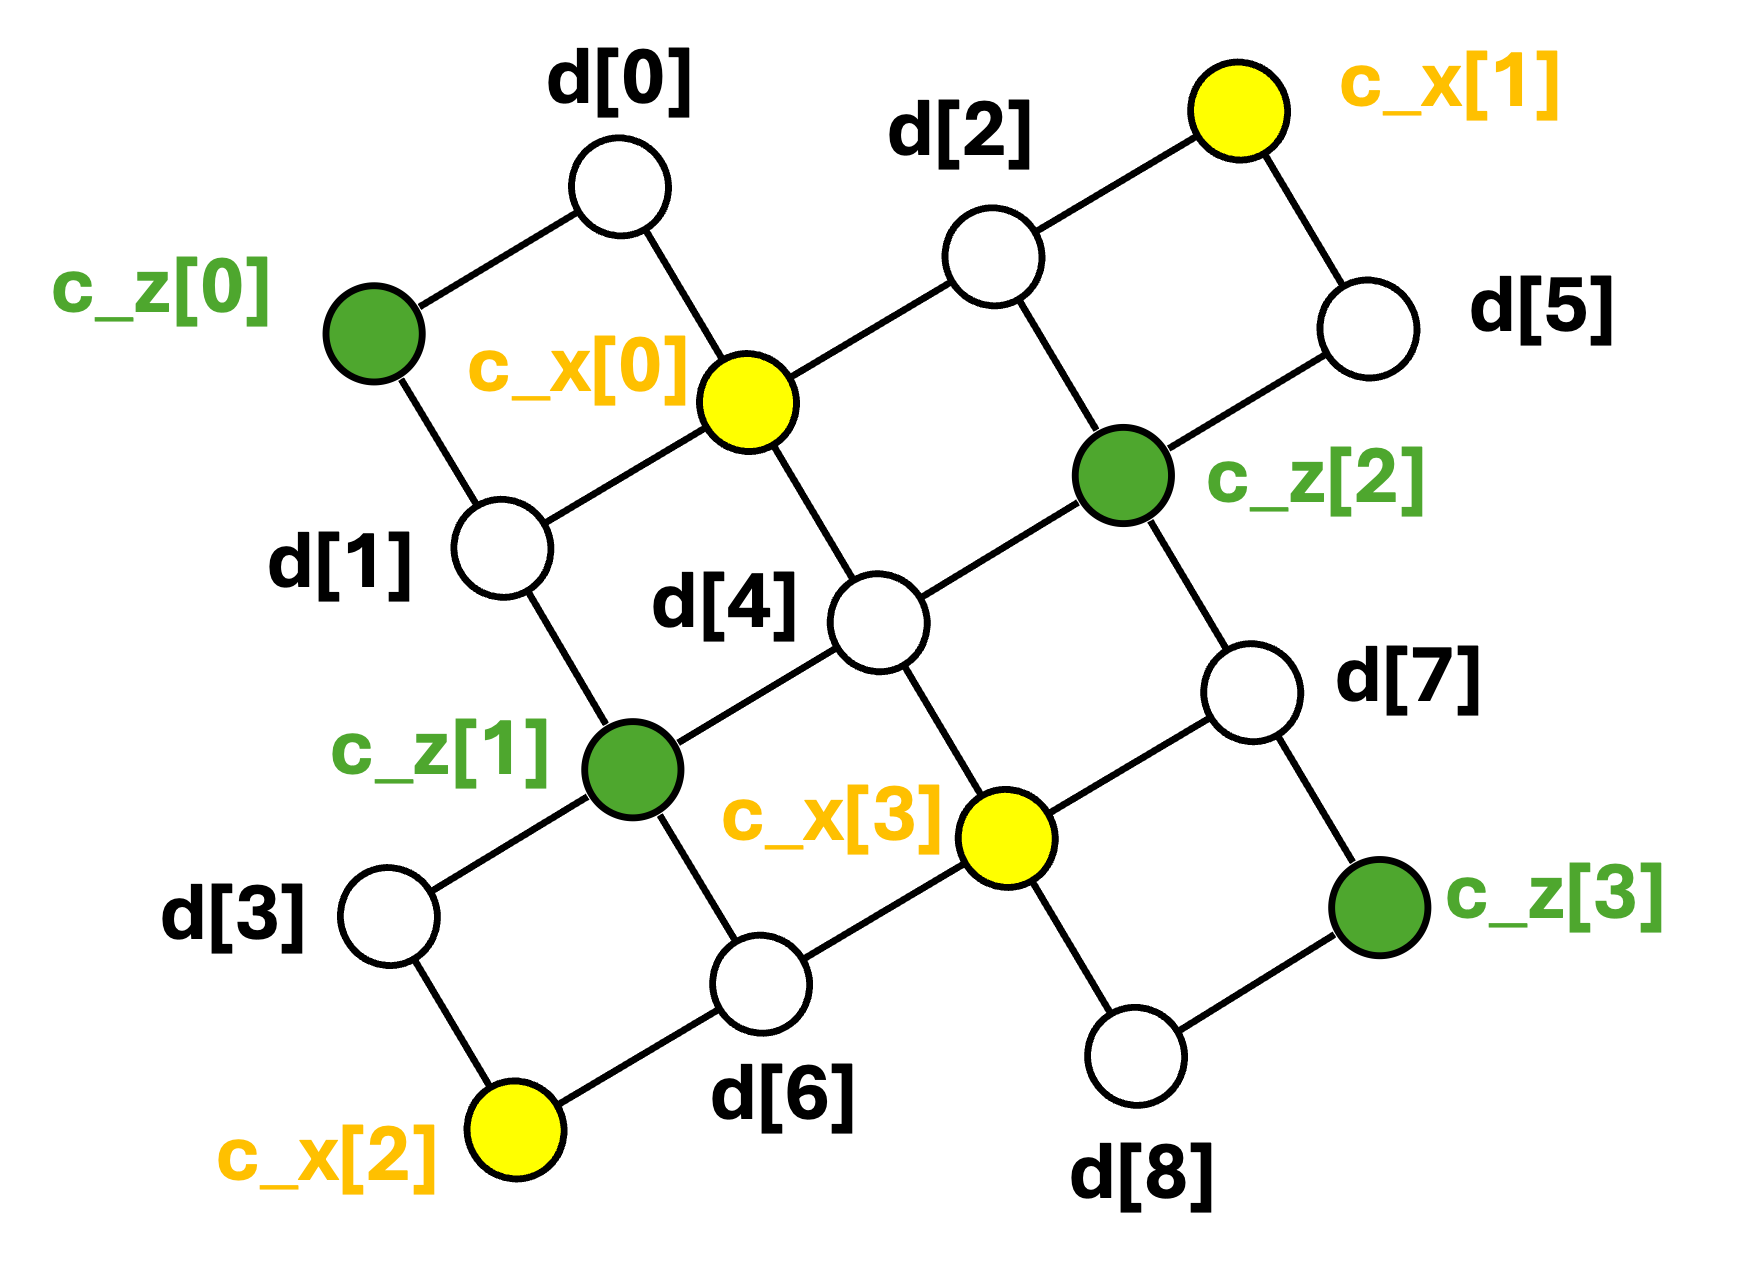 d[0]
c_x[1]
d[2]
c_z[0]
d[5]
c_x[0]
c_z[2]
d[1]
d[4]
d[7]
c_z[1]
c_x[3]
c_z[3]
d[3]
d[6]
c_x[2]
d[8]